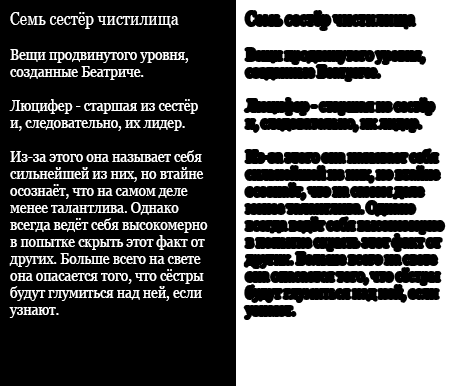 Семь сестёр чистилища
Вещи продвинутого уровня,
созданные Беатриче.
Люцифер - старшая из сестёр
и, следовательно, их лидер.
Из-за этого она называет себя
сильнейшей из них, но втайне
осознаёт, что на самом деле
менее талантлива. Однако
всегда ведёт себя высокомерно
в попытке скрыть этот факт от
других. Больше всего на свете
она опасается того, что сёстры
будут глумиться над ней, если
узнают.
Семь сестёр чистилища
Вещи продвинутого уровня,
созданные Беатриче.
Люцифер - старшая из сестёр
и, следовательно, их лидер.
Из-за этого она называет себя
сильнейшей из них, но втайне
осознаёт, что на самом деле
менее талантлива. Однако
всегда ведёт себя высокомерно
в попытке скрыть этот факт от
других. Больше всего на свете
она опасается того, что сёстры
будут глумиться над ней, если
узнают.